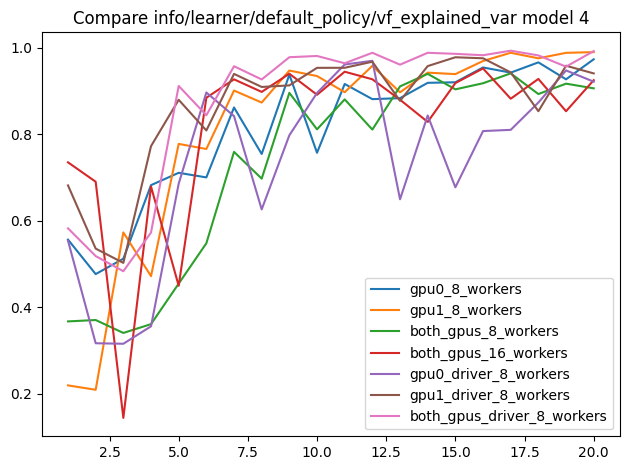 Compare info/learner/default_policy/vf_explained_var model 4
1.0
0.8
0.6
0.4
0.2
gpu0_8_workers
gpu1_8_workers
both_gpus_8_workers
both_gpus_16_workers
gpu0_driver_8_workers
gpu1_driver_8_workers
both_gpus_driver_8_workers
2.5 5.0 7.5 10.0 12.5 15.0 17.5 20.0